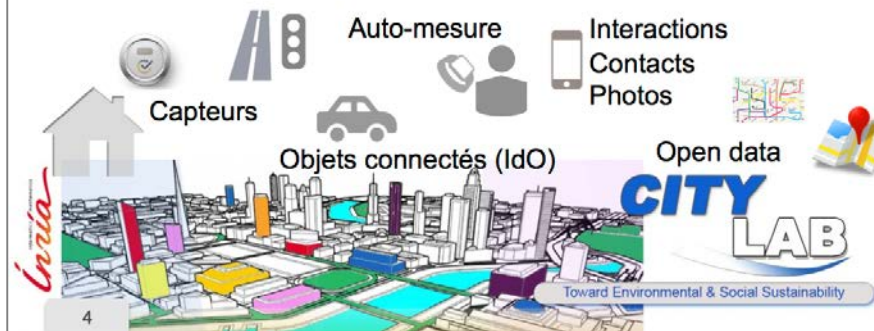 Auto-mesure
Interactions
Contacts
Photos
Capteurs
Objets connectés (IdO)
Open data
CITY
LAB
Toward Environmental & Social Sustainability
inria
4